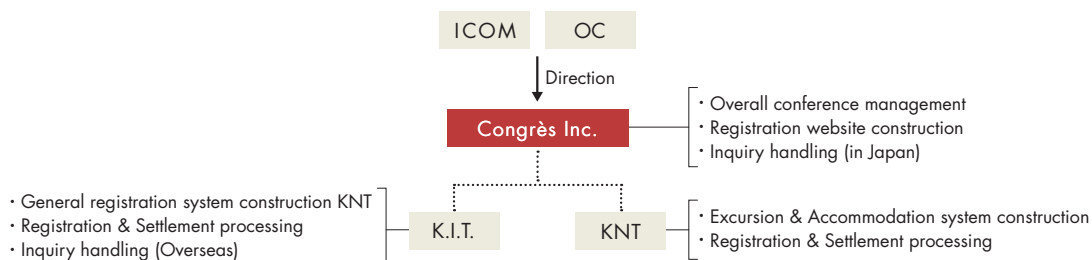 ICOM
OC
Direction
Congrès Inc.
・Overall conference management
・Registration website construction
・Inquiry handling (in Japan)
・General registration system construction KNT
・Registration & Settlement processing
・Inquiry handling (Overseas)
K.I.T.
KNT
・Excursion & Accommodation system construction
・Registration & Settlement processing